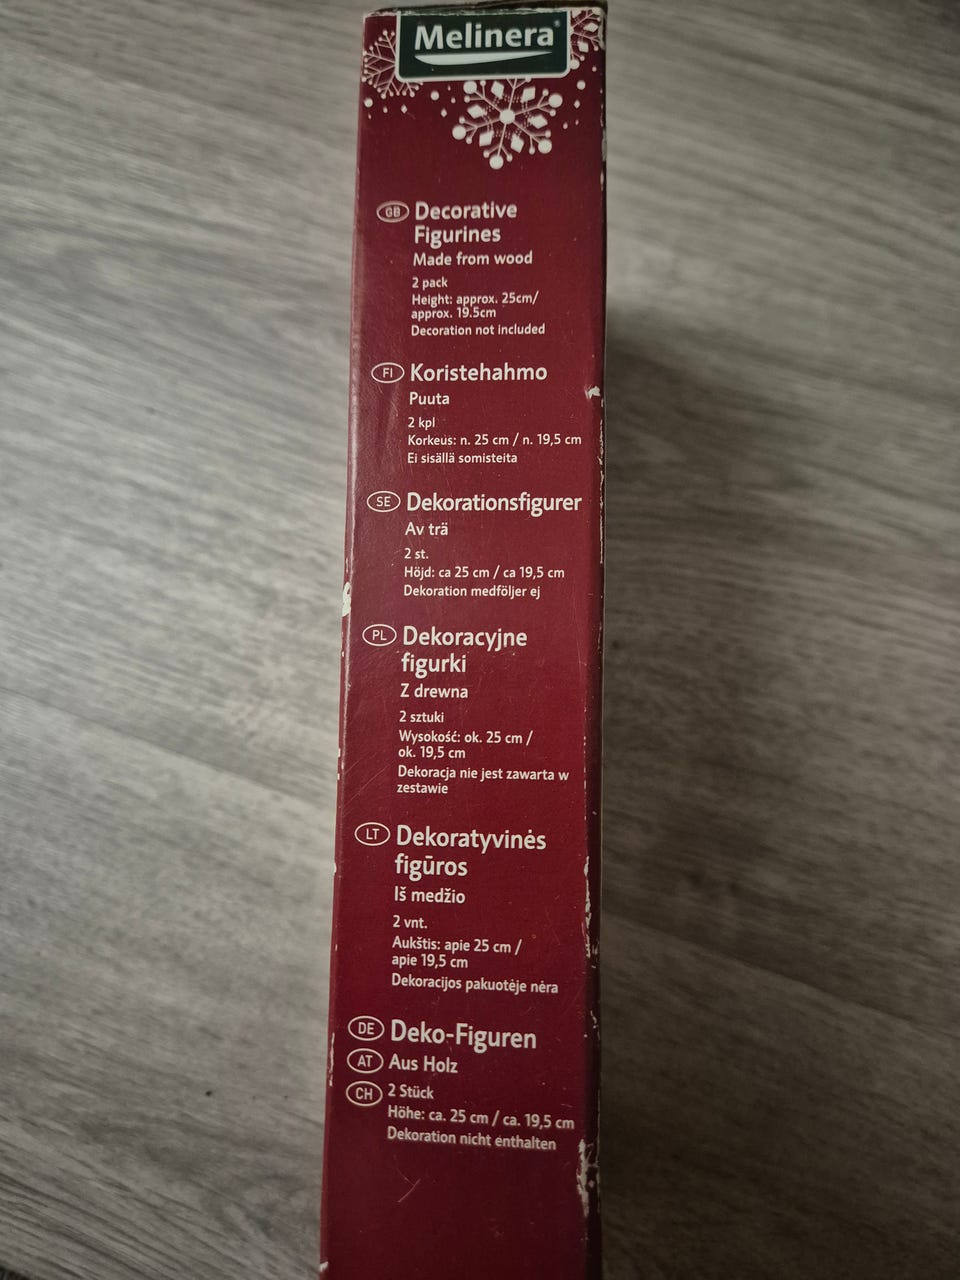 Melinera®
GB Decorative
Figurines
Made from wood
2 pack
Height: approx. 25cm/
approx. 19.5cm
Decoration not included
FI Koristehahmo
Puuta
2 kpl
Korkeus: n. 25 cm / n. 19,5 cm
Ei sisällä somisteita
SE Dekorationsfigurer
Av trä
2 st.
Höjd: ca 25 cm / ca 19,5 cm
Dekoration medföljer ej
PL Dekoracyjne
figurki
Z drewna
2 sztuki
Wysokość: ok. 25 cm /
ok. 19,5 cm
Dekoracja nie jest zawarta w
zestawie
LT Dekoratyvinės
figūros
Iš medžio
2 vnt.
Aukštis: apie 25 cm /
apie 19,5 cm
Dekoracijos pakuotėje nėra
DE Deko-Figuren
AT Aus Holz
CH 2 Stück
Höhe: ca. 25 cm / ca. 19,5 cm
Dekoration nicht enthalten